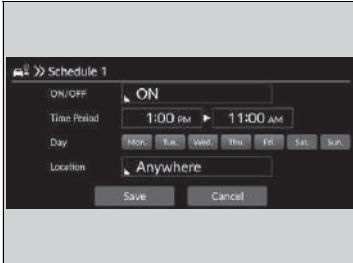 Schedule 1
ON/OFF ON
Time Period 1:00 PM ► 11:00 AM
Day Mon. Tue. Wed. Thu. Fri. Sat. Sun.
Location Anywhere
Save Cancel